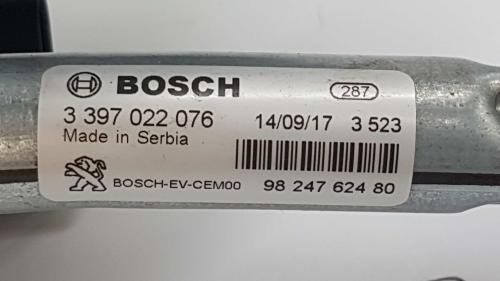 BOSCH 287
3 397 022 076 14/09/17 3 523
Made in Serbia
BOSCH-EV-CEM00 98 247 624 80